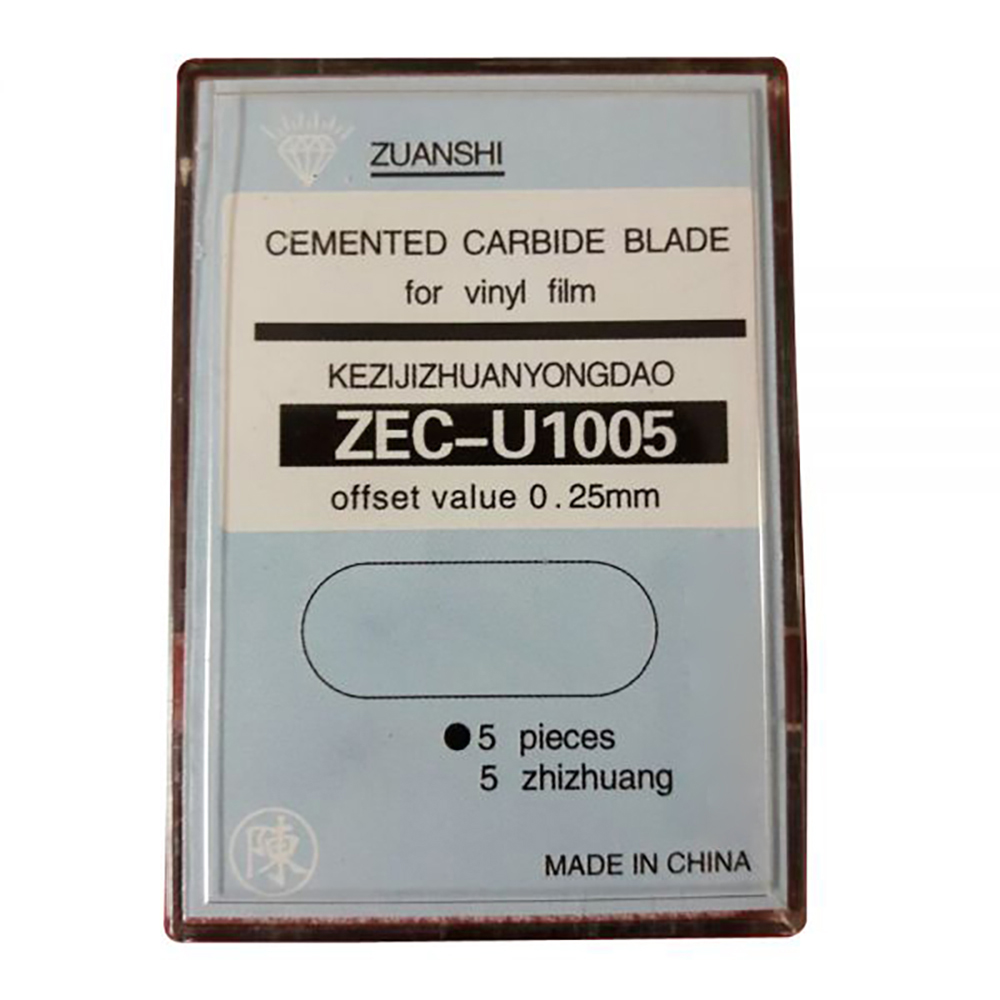 ZUANSHI
CEMENTED CARBIDE BLADE
for vinyl film
KEZIJIZHUANYONGDAO
ZEC-U1005
offset value 0.25mm
●5 pieces
5 zhizhuang
陳
MADE IN CHINA